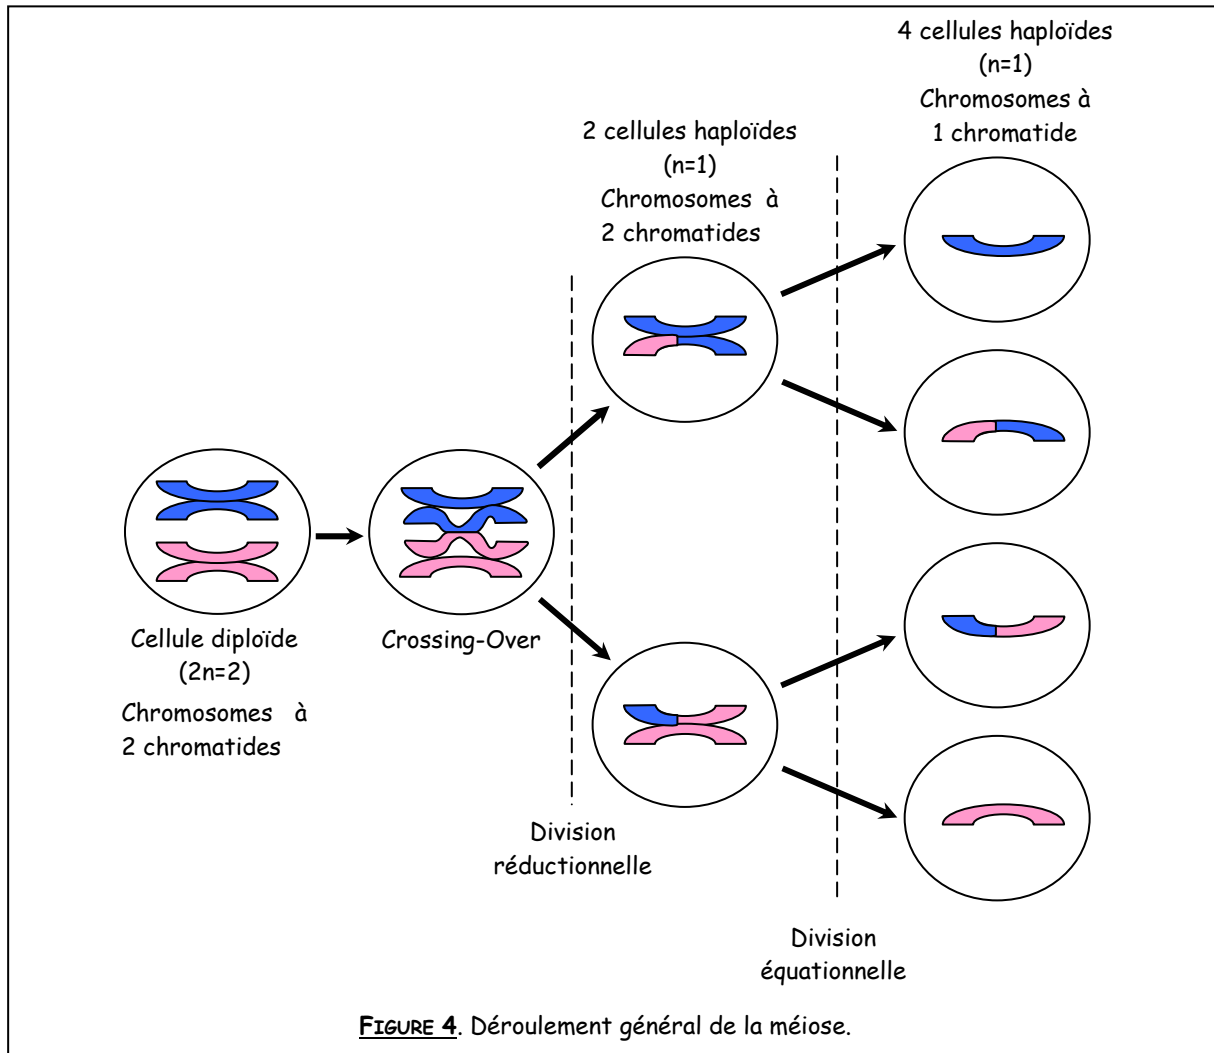 4 cellules haploïdes
(n=1)
Chromosomes à
1 chromatide
2 cellules haploïdes
(n=1)
Chromosomes à
2 chromatides
Cellule diploïde
(2n=2)
Chromosomes à
2 chromatides
Crossing-Over
Division
réductionnelle
Division
équationnelle
FIGURE 4. Déroulement général de la méiose.